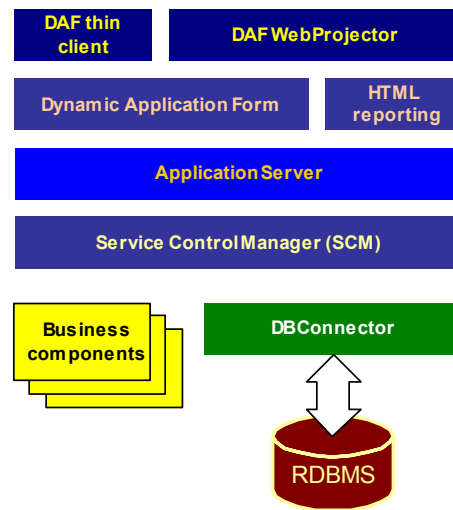 DAF thin
client
DAF WebProjector
Dynamic Application Form
HTML
reporting
Application Server
Service Control Manager (SCM)
Business
components
DBConnector
RDBMS